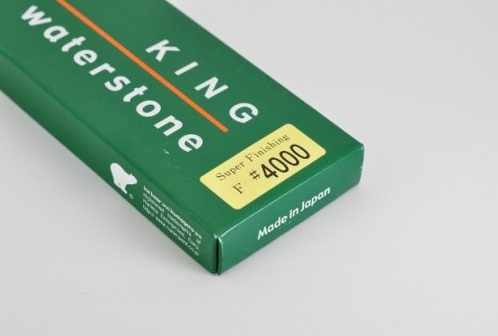 KING
waterstone
Super Finishing
F #4000
Made in Japan